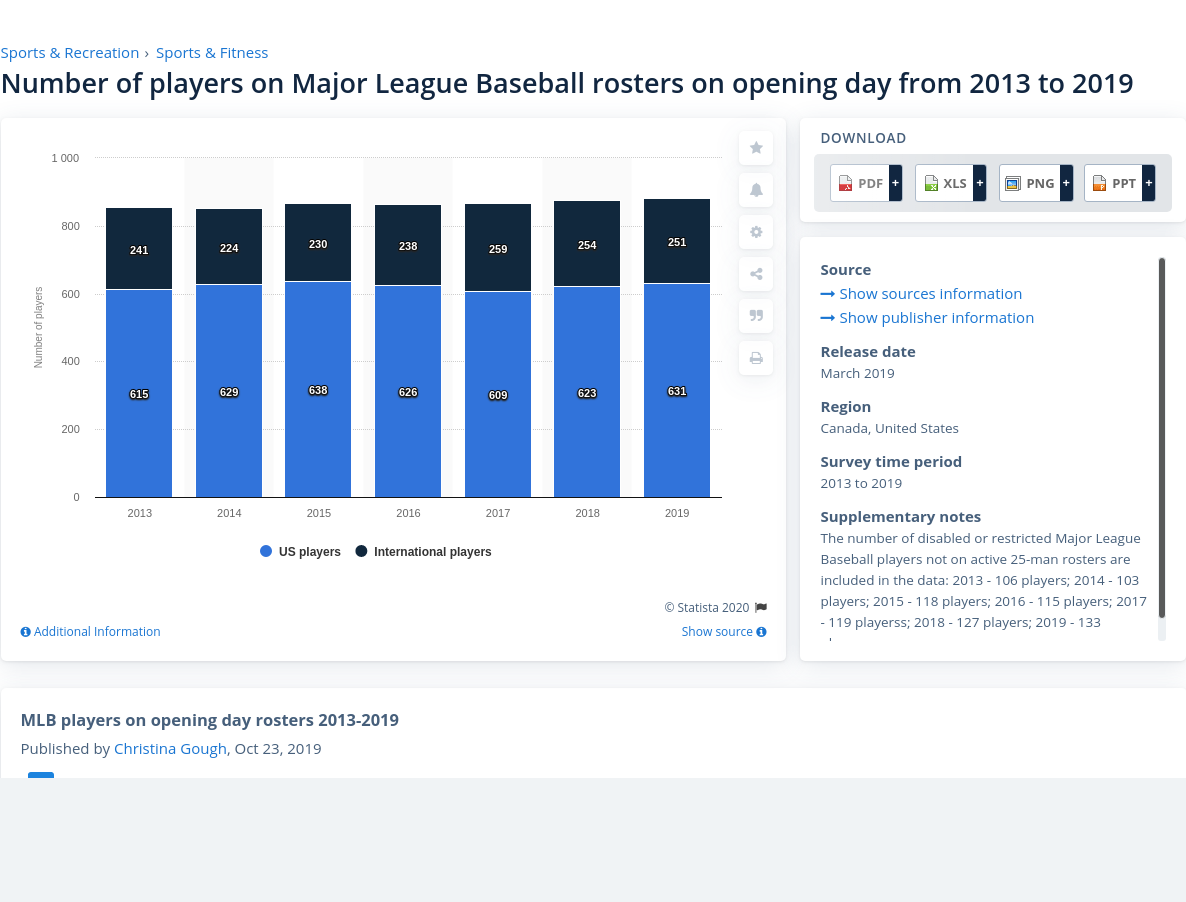 Sports & Recreation › Sports & Fitness
Number of players on Major League Baseball rosters on opening day from 2013 to 2019
Number of players
1 000
800
600
400
200
0
241 224 230 238 259 254 251
615 629 638 626 609 623 631
2013 2014 2015 2016 2017 2018 2019
US players International players
© Statista 2020
Additional Information Show source
DOWNLOAD
PDF + XLS + PNG + PPT +
Source
Show sources information
Show publisher information
Release date
March 2019
Region
Canada, United States
Survey time period
2013 to 2019
Supplementary notes
The number of disabled or restricted Major League
Baseball players not on active 25-man rosters are
included in the data: 2013 - 106 players; 2014 - 103
players; 2015 - 118 players; 2016 - 115 players; 2017
- 119 playerss; 2018 - 127 players; 2019 - 133
MLB players on opening day rosters 2013-2019
Published by Christina Gough, Oct 23, 2019